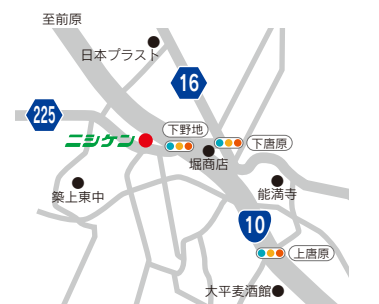 至前原
日本プラスト
16
225
下野地
ニシケン
下唐原
堀商店
築上東中
能満寺
10
上唐原
大平麦酒館